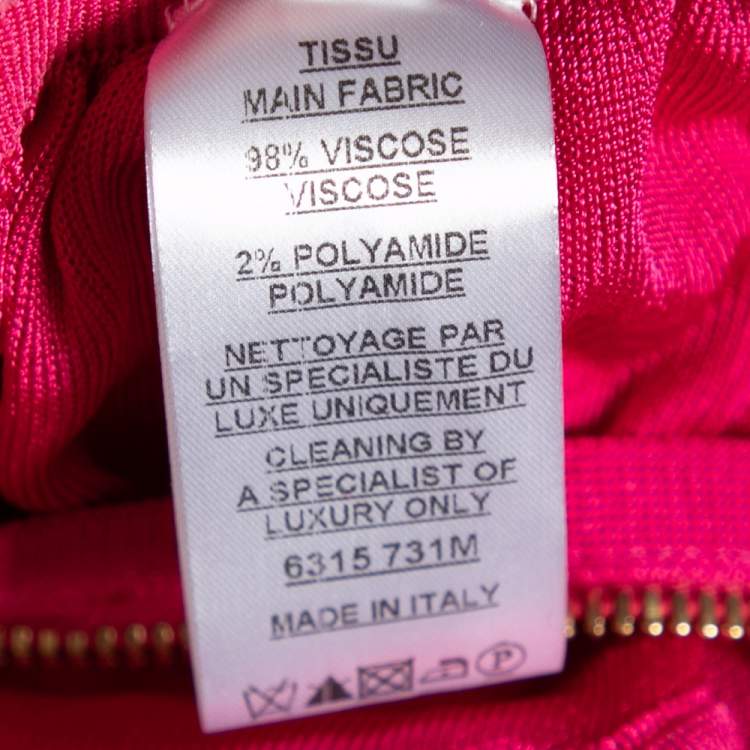 TISSU
MAIN FABRIC
98% VISCOSE
VISCOSE
2% POLYAMIDE
POLYAMIDE
NETTOYAGE PAR
UN SPECIALISTE DU
LUXE UNIQUEMENT
CLEANING BY
A SPECIALIST OF
LUXURY ONLY
6315 731M
MADE IN ITALY
P